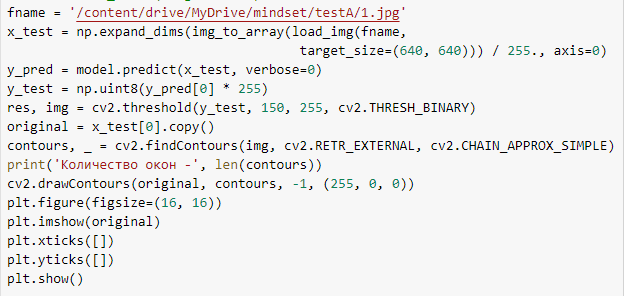 fname = '/content/drive/MyDrive/mindset/testA/1.jpg'
x_test = np.expand_dims(img_to_array(load_img(fname,
                                     target_size=(640, 640))) / 255., axis=0)
y_pred = model.predict(x_test, verbose=0)
y_test = np.uint8(y_pred[0] * 255)
res, img = cv2.threshold(y_test, 150, 255, cv2.THRESH_BINARY)
original = x_test[0].copy()
contours, _ = cv2.findContours(img, cv2.RETR_EXTERNAL, cv2.CHAIN_APPROX_SIMPLE)
print('Количество окон -', len(contours))
cv2.drawContours(original, contours, -1, (255, 0, 0))
plt.figure(figsize=(16, 16))
plt.imshow(original)
plt.xticks([])
plt.yticks([])
plt.show()